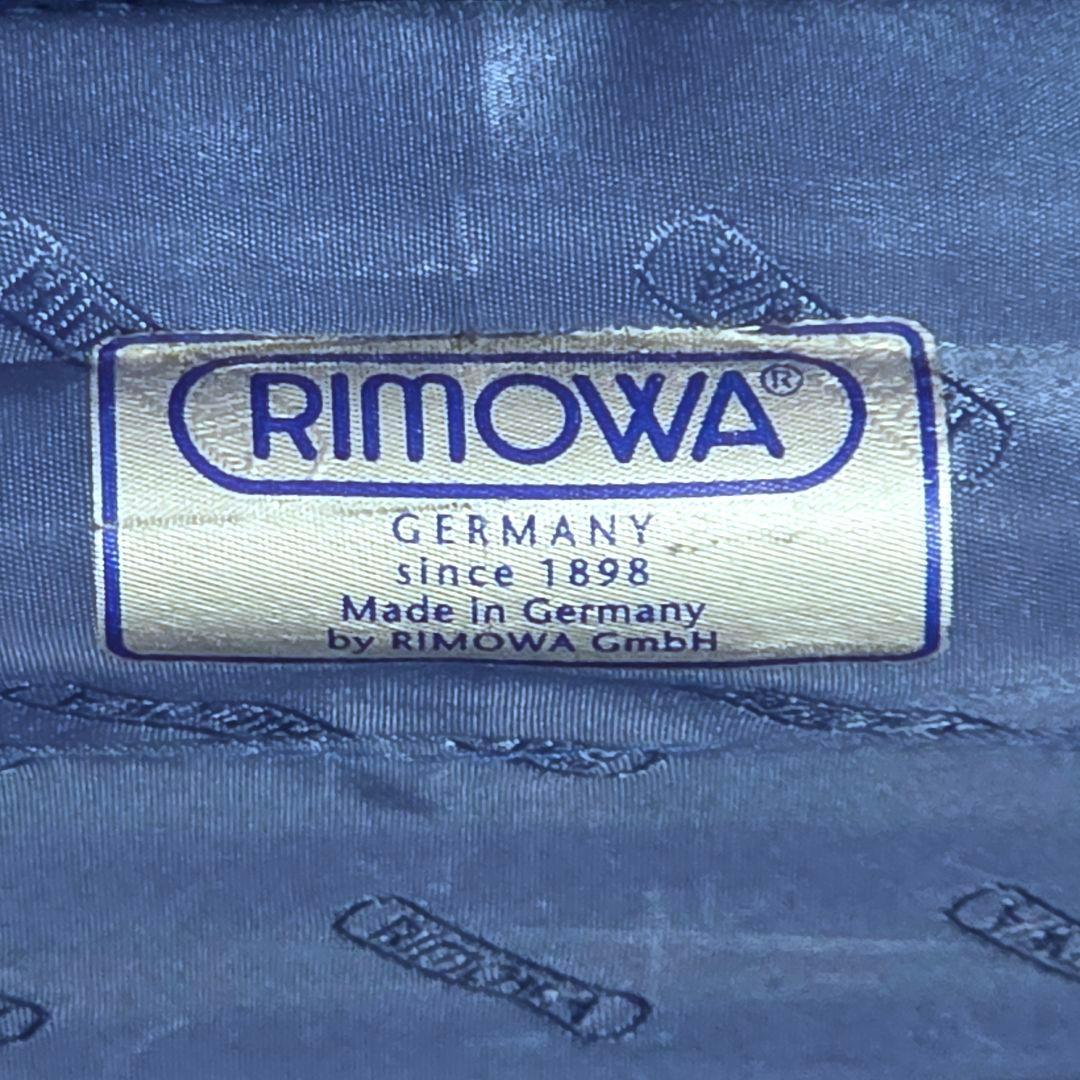 RIMOWA®
GERMANY
since 1898
Made in Germany
by RIMOWA GmbH